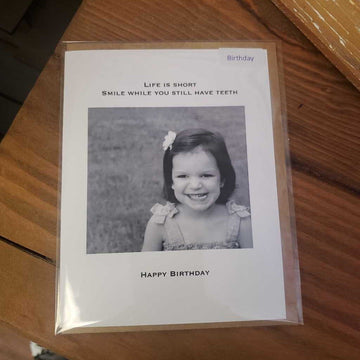 Birthday
Life is short
Smile while you still have teeth
Happy Birthday